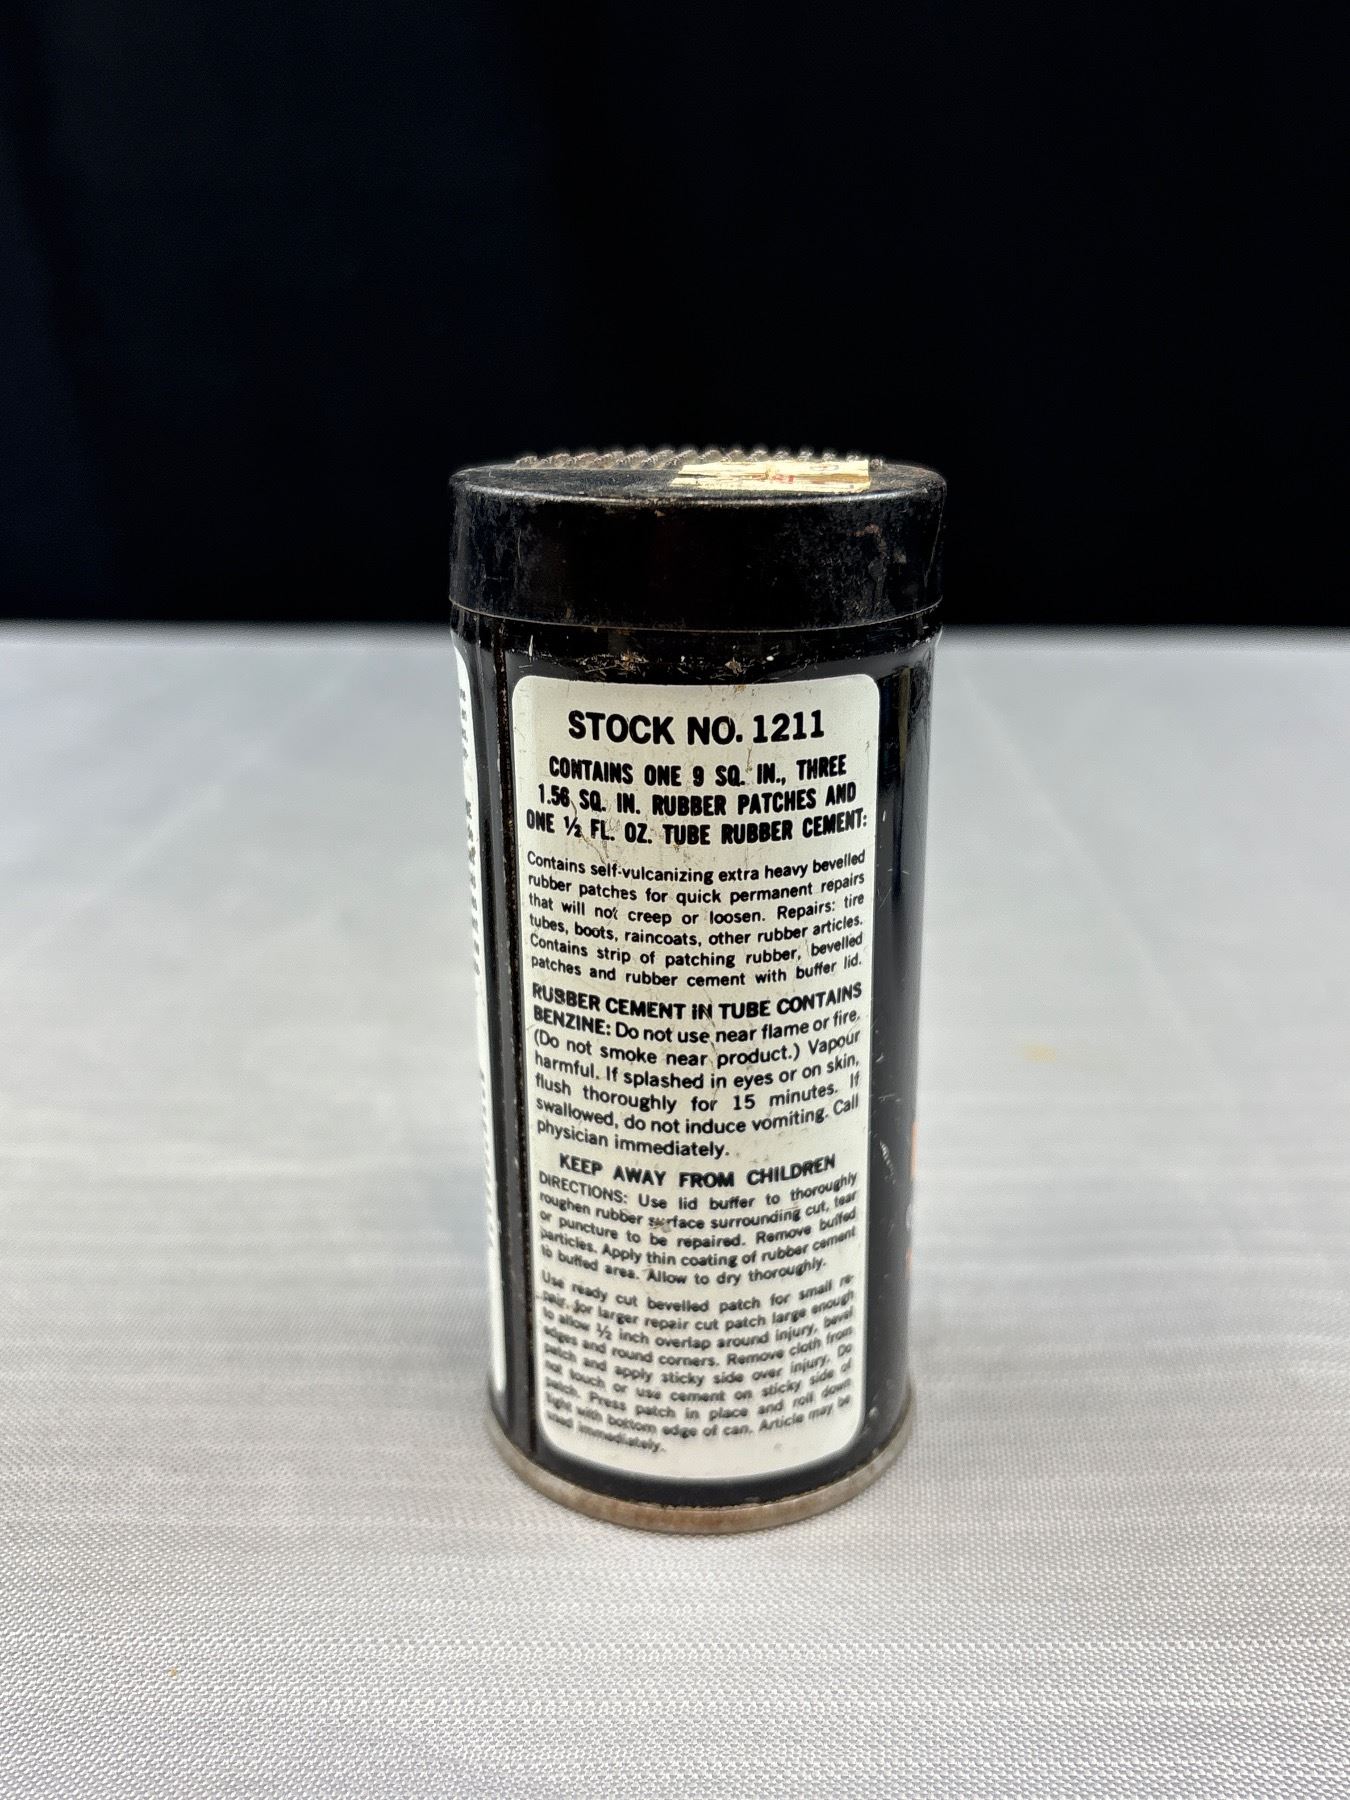 STOCK NO. 1211
CONTAINS ONE 9 SQ. IN., THREE
1.56 SQ. IN. RUBBER PATCHES AND
ONE ½ FL. OZ. TUBE RUBBER CEMENT:
Contains self-vulcanizing extra heavy bevelled
rubber patches for quick permanent repairs
that will not creep or loosen. Repairs: tire
tubes, boots, raincoats, other rubber articles.
Contains strip of patching rubber, bevelled
patches and rubber cement with buffer lid.
RUBBER CEMENT IN TUBE CONTAINS
BENZINE: Do not use near flame or fire.
(Do not smoke near product.) Vapour
harmful. If splashed in eyes or on skin,
flush thoroughly for 15 minutes. If
swallowed, do not induce vomiting. Call
physician immediately.
KEEP AWAY FROM CHILDREN
DIRECTIONS: Use lid buffer to thoroughly
roughen rubber surface surrounding cut, tear
or puncture to be repaired. Remove buffed
particles. Apply thin coating of rubber cement
to buffed area. Allow to dry thoroughly.
Use ready cut bevelled patch for small re-
pair, for larger repair cut patch large enough
to allow ½ inch overlap around injury, bevel
edges and round corners. Remove cloth from
patch and apply sticky side over injury. Do
not touch or use cement on sticky side of
patch. Press patch in place and roll down
tight with bottom edge of can. Article may be
used immediately.